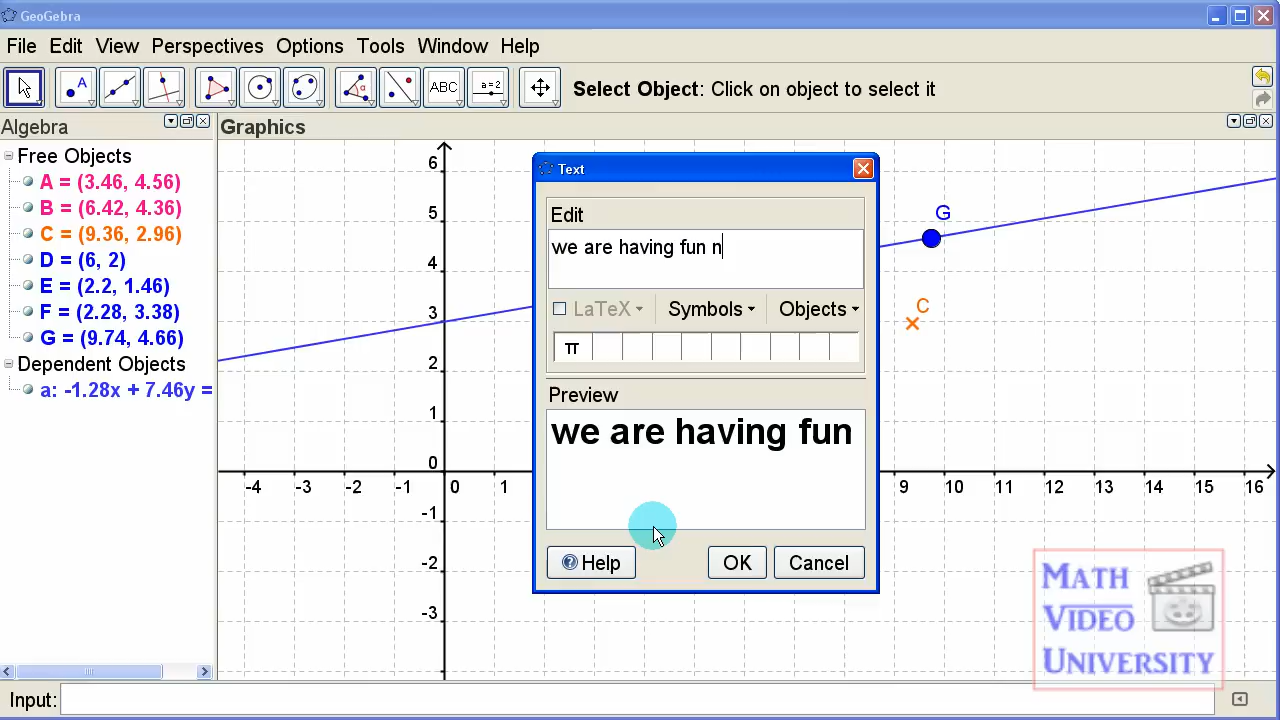 GeoGebra
File Edit View Perspectives Options Tools Window Help
A ABC a=2 Select Object: Click on object to select it
Algebra
Graphics
Free Objects
A = (3.46, 4.56)
B = (6.42, 4.36)
C = (9.36, 2.96)
D = (6, 2)
E = (2.2, 1.46)
F = (2.28, 3.38)
G = (9.74, 4.66)
Dependent Objects
a: -1.28x + 7.46y =
6
5
4
3
2
1
0
-1
-2
-3
-4 -3 -2 -1 0 1 9 10 11 12 13 14 15 16
G
C
Text
Edit
we are having fun n
LaTeX Symbols Objects
π
Preview
we are having fun
Help OK Cancel
MATH
VIDEO
UNIVERSITY
Input: